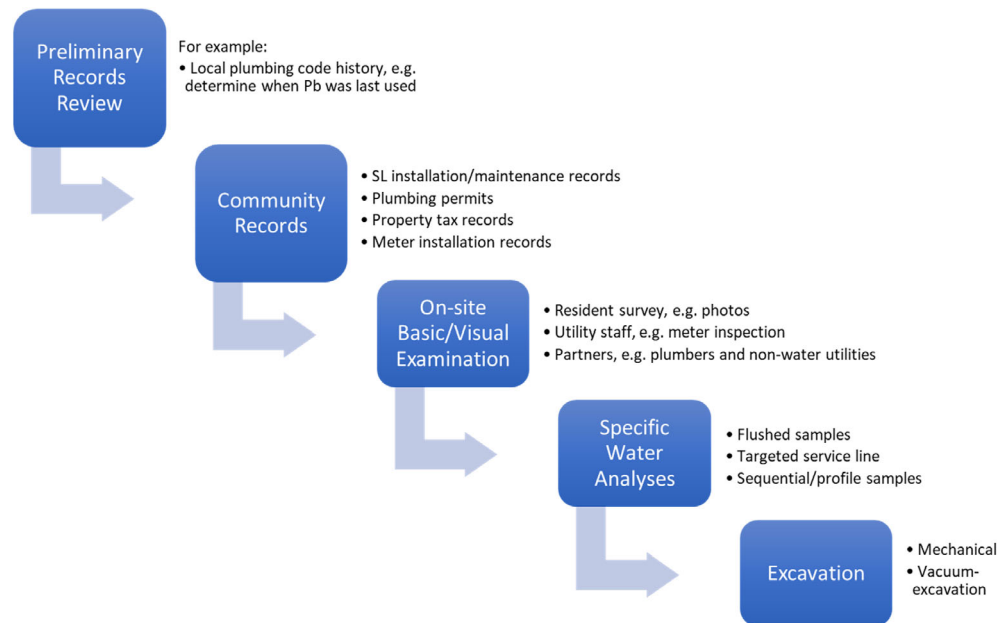 Preliminary
Records
Review
For example:
• Local plumbing code history, e.g.
determine when Pb was last used
Community
Records
• SL installation/maintenance records
• Plumbing permits
• Property tax records
• Meter installation records
On-site
Basic/Visual
Examination
• Resident survey, e.g. photos
• Utility staff, e.g. meter inspection
• Partners, e.g. plumbers and non-water utilities
Specific
Water
Analyses
• Flushed samples
• Targeted service line
• Sequential/profile samples
Excavation
• Mechanical
• Vacuum-
excavation